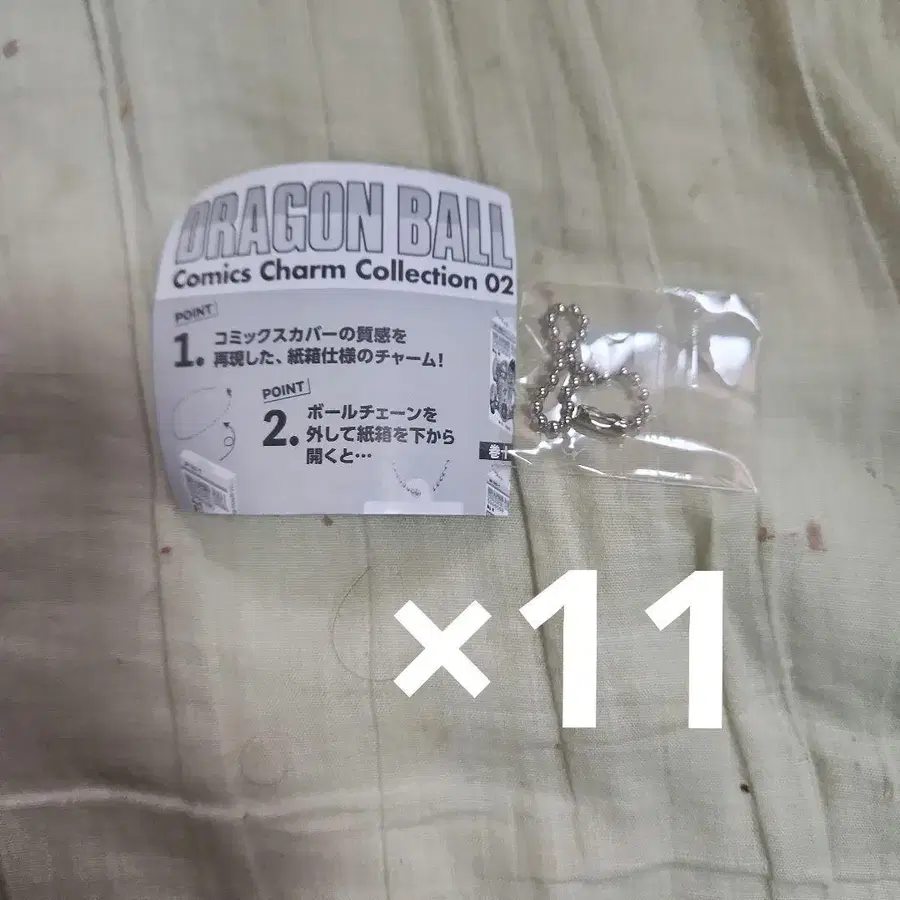 DRAGON BALL
Comics Charm Collection 02
POINT
1. コミックスカバーの質感を
再現した、紙箱仕様のチャーム!
POINT
2. ボールチェーンを
外して紙箱を下から
開くと…
×11